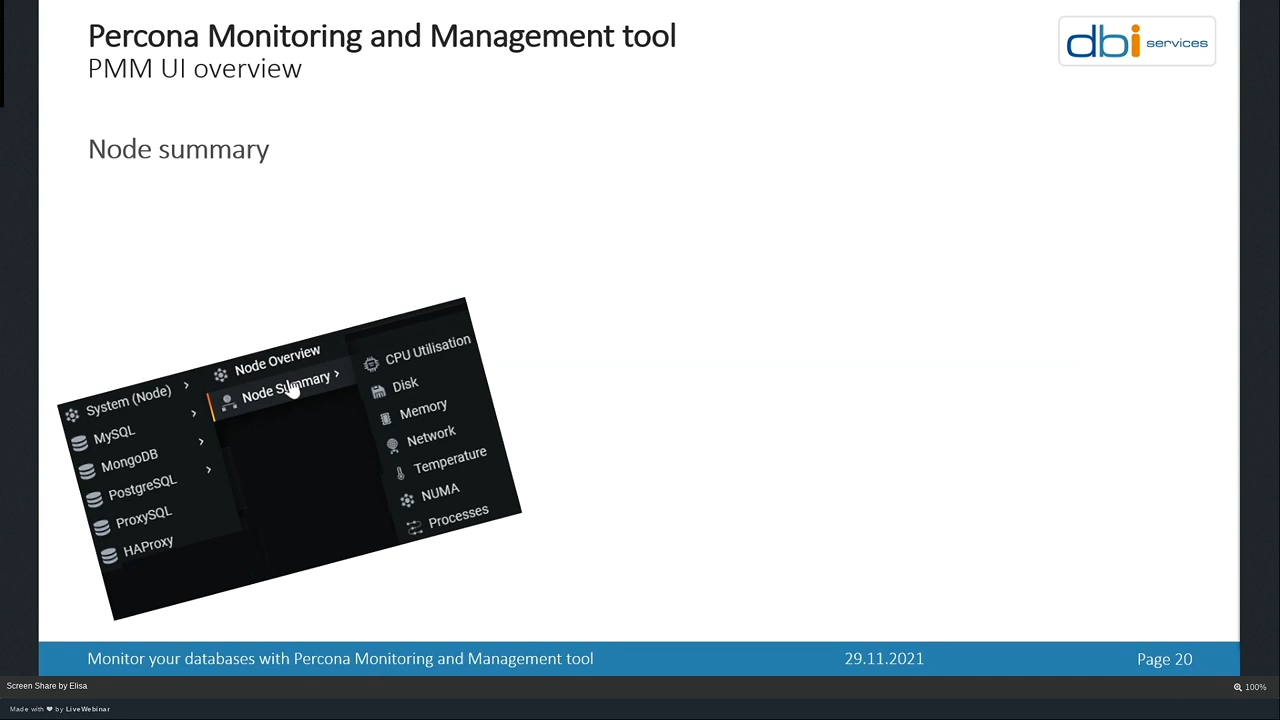 Percona Monitoring and Management tool
PMM UI overview
dbi services
Node summary
System (Node)
MySQL
MongoDB
PostgreSQL
ProxySQL
HAProxy
Node Overview
Node Summary
CPU Utilisation
Disk
Memory
Network
Temperature
NUMA
Processes
Monitor your databases with Percona Monitoring and Management tool
29.11.2021
Page 20
Screen Share by Elisa
100%
Made with ❤ by LiveWebinar